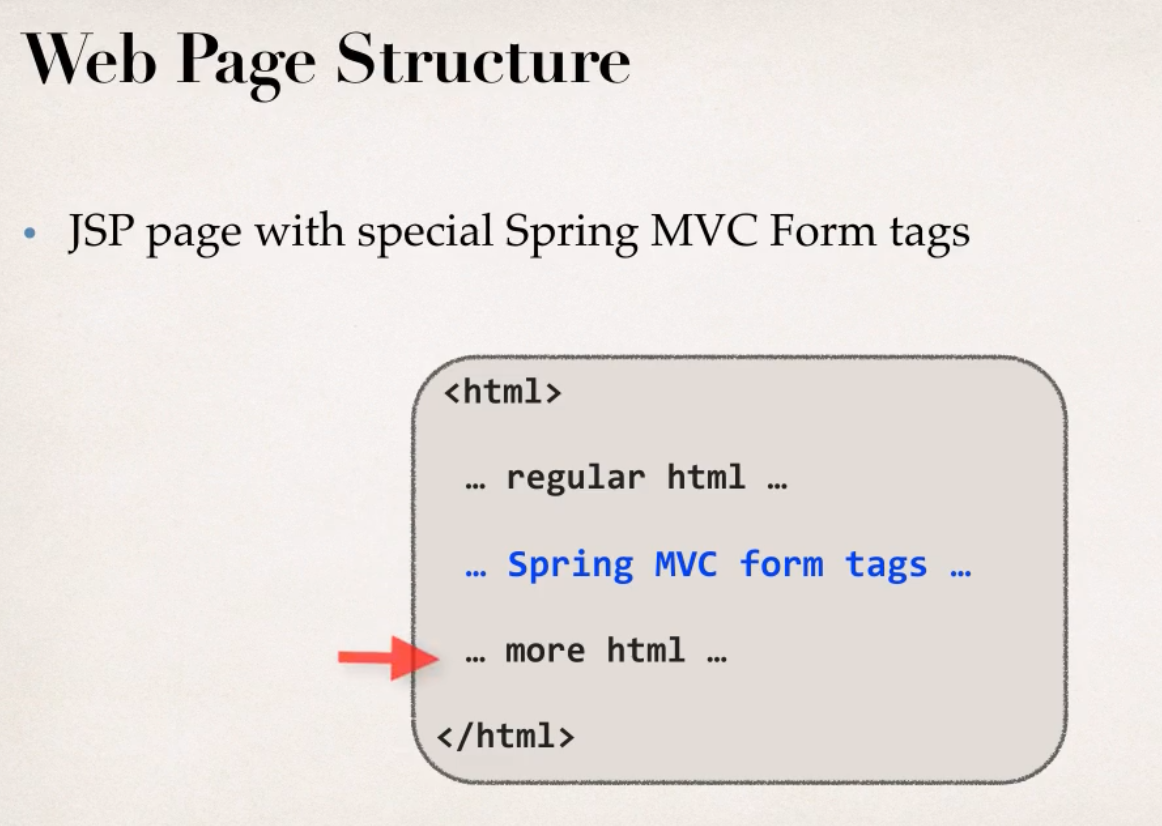 Web Page Structure
• JSP page with special Spring MVC Form tags
<html>
… regular html …
… Spring MVC form tags …
… more html …
</html>